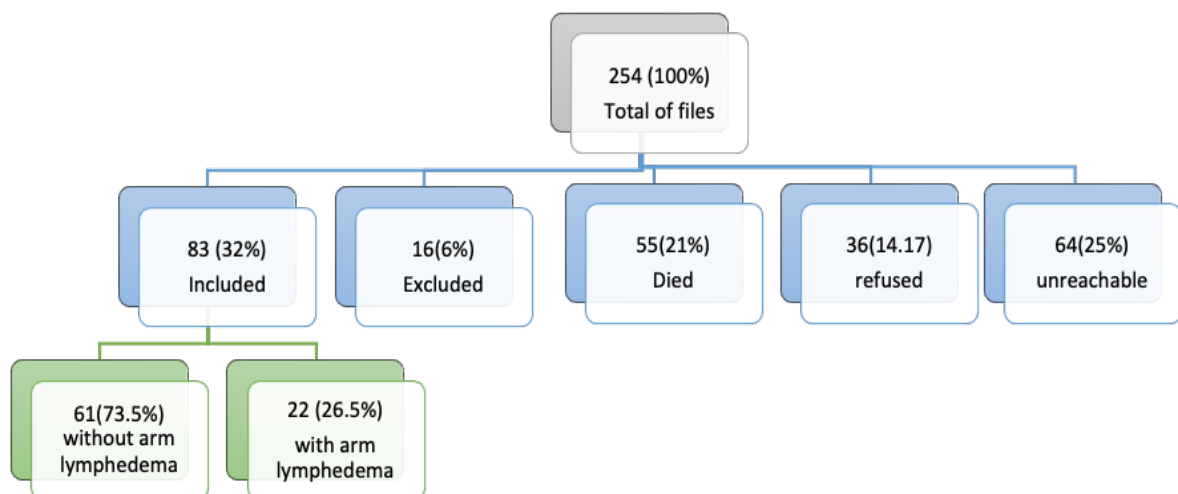 254 (100%)
Total of files
83 (32%)
Included
16(6%)
Excluded
55(21%)
Died
36(14.17)
refused
64(25%)
unreachable
61(73.5%)
without arm
lymphedema
22 (26.5%)
with arm
lymphedema